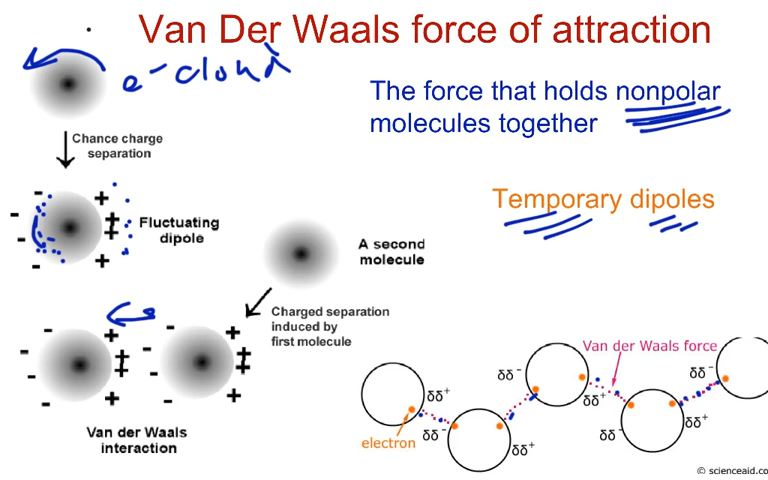 Van Der Waals force of attraction
e- cloud
The force that holds nonpolar
molecules together
Chance charge
separation
Temporary dipoles
- + - + - + - +
Fluctuating
dipole
A second
molecule
Charged separation
induced by
first molecule
- + - + - + - +
- + - + - + - +
Van der Waals
interaction
Van der Waals force
δδ-
δδ-
δδ+
δδ+
electron
δδ-
δδ+
δδ-
δδ+
© scienceaid.co